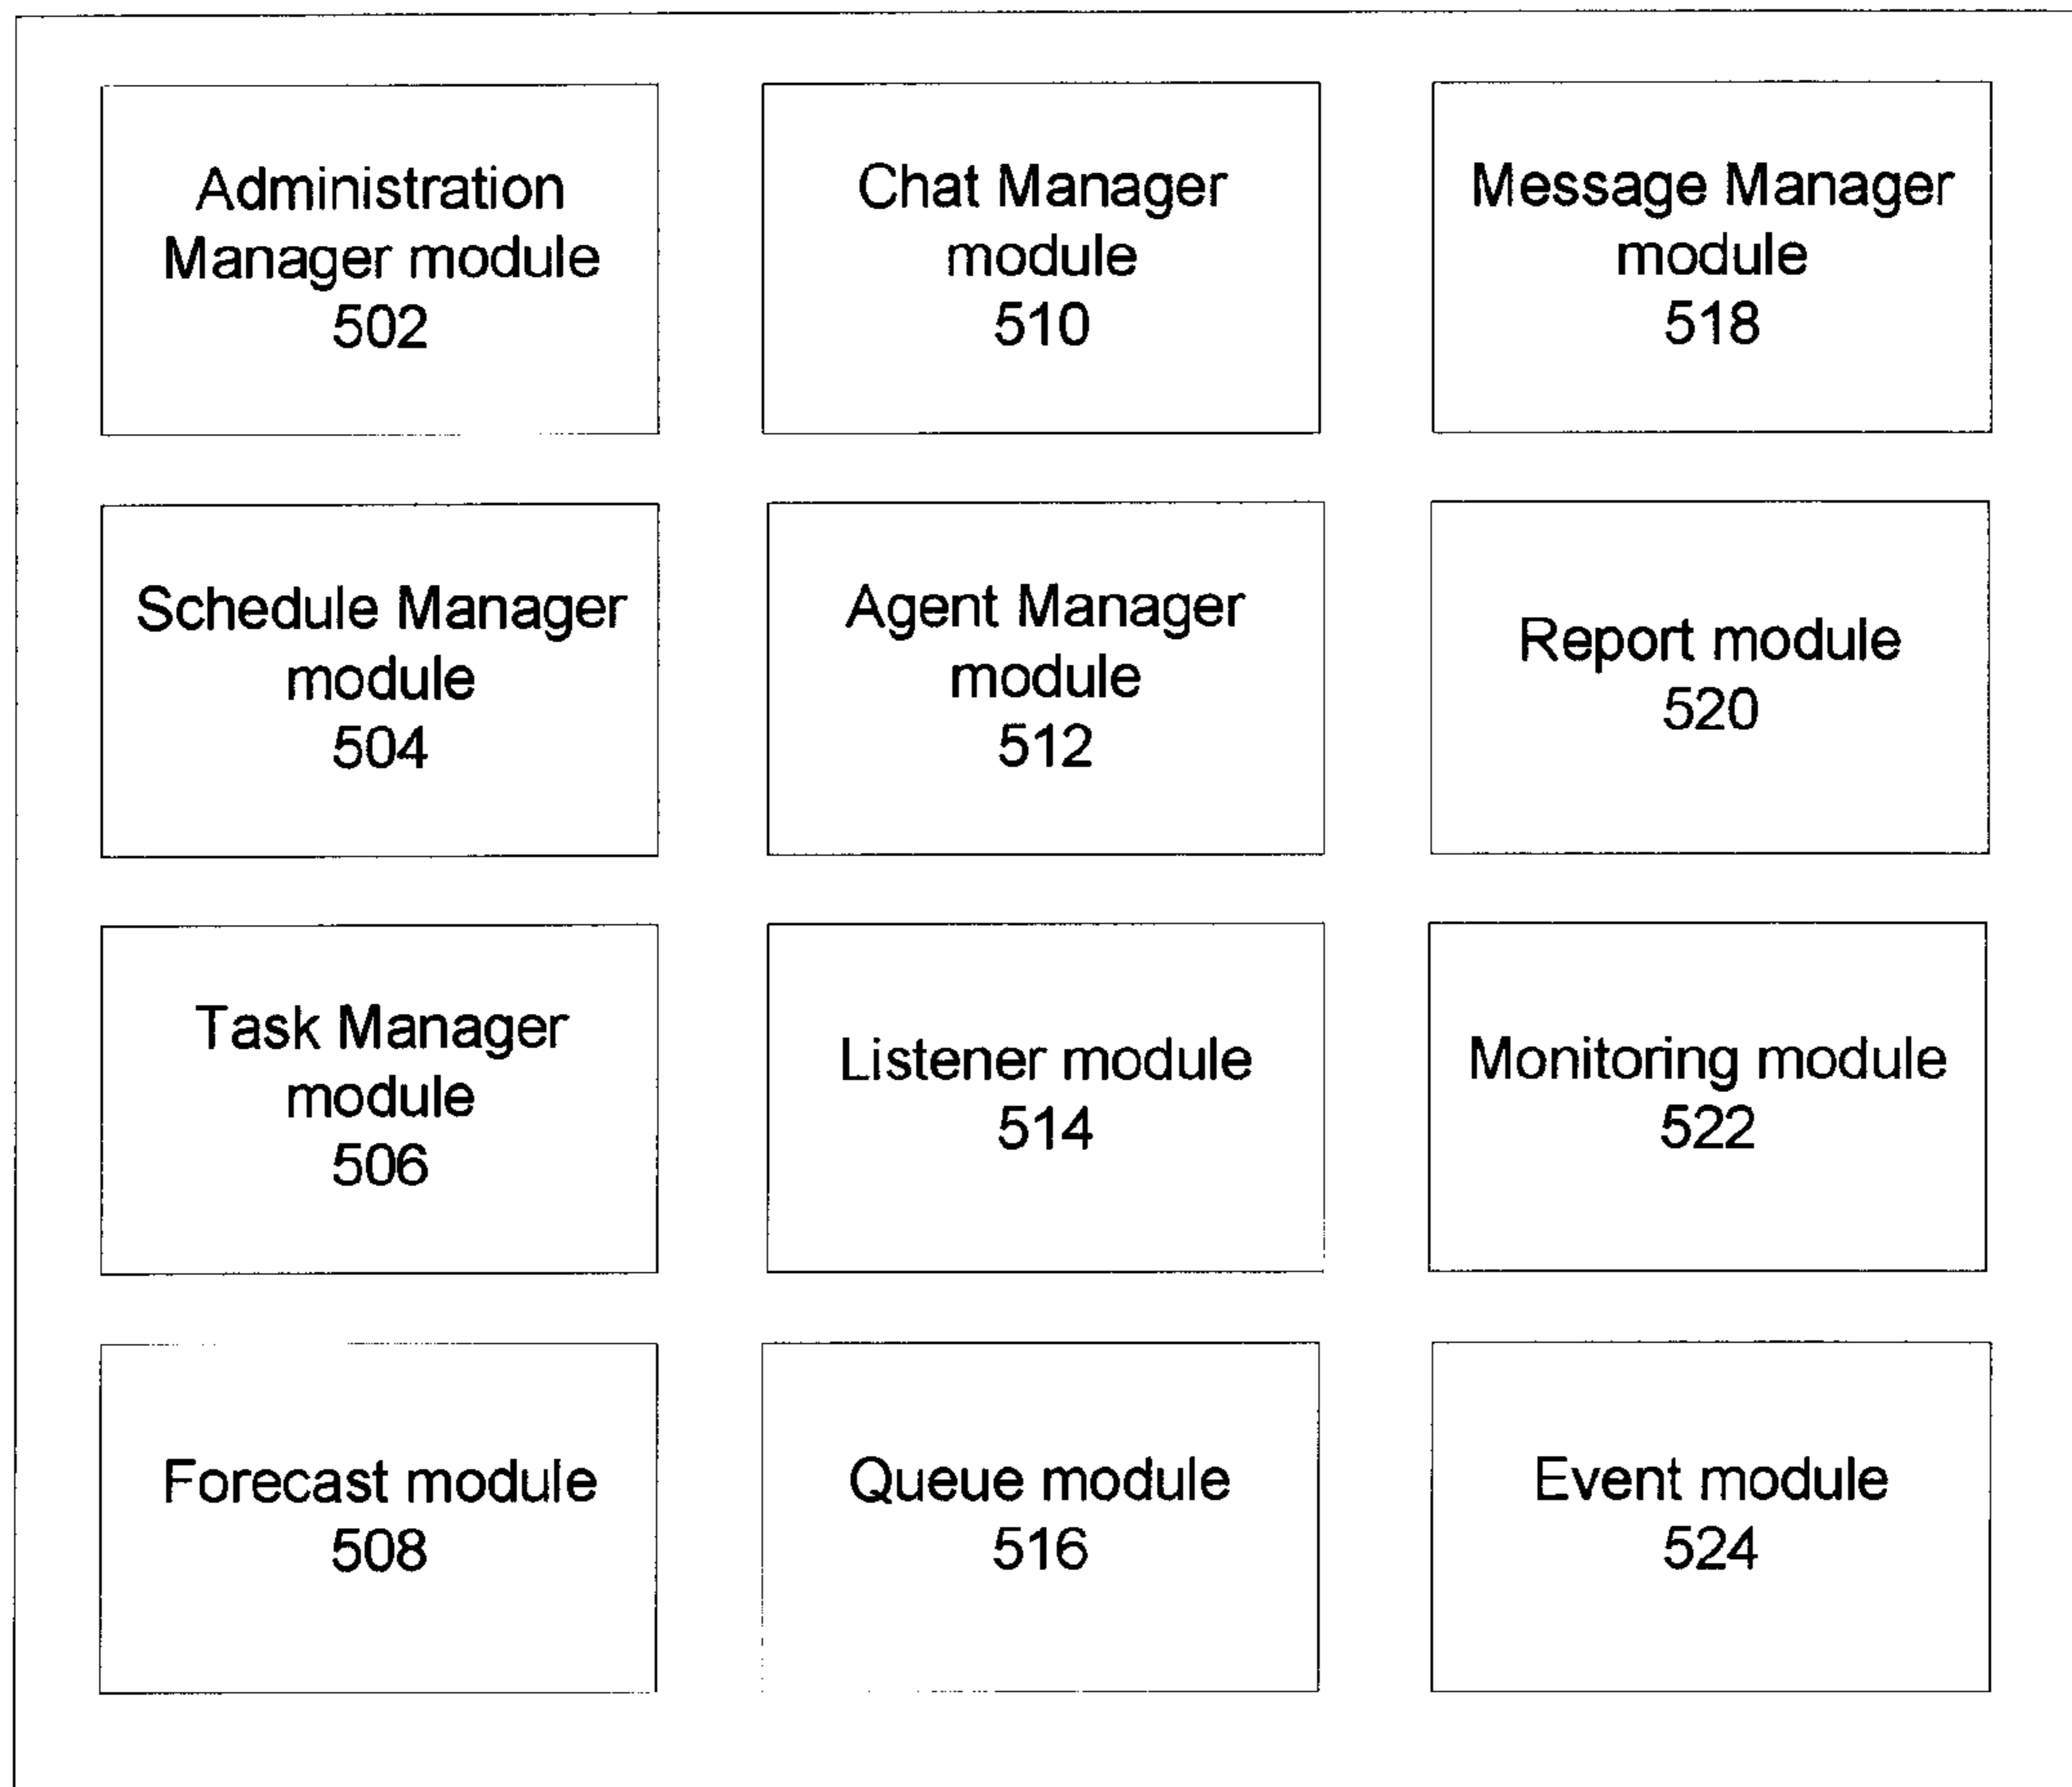 Administration
Manager module
502
Chat Manager
module
510
Message Manager
module
518
Schedule Manager
module
504
Agent Manager
module
512
Report module
520
Task Manager
module
506
Listener module
514
Monitoring module
522
Forecast module
508
Queue module
516
Event module
524